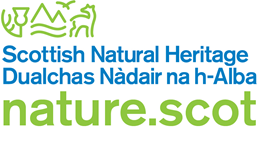 Scottish Natural Heritage
Dualchas Nàdair na h-Alba
nature.scot